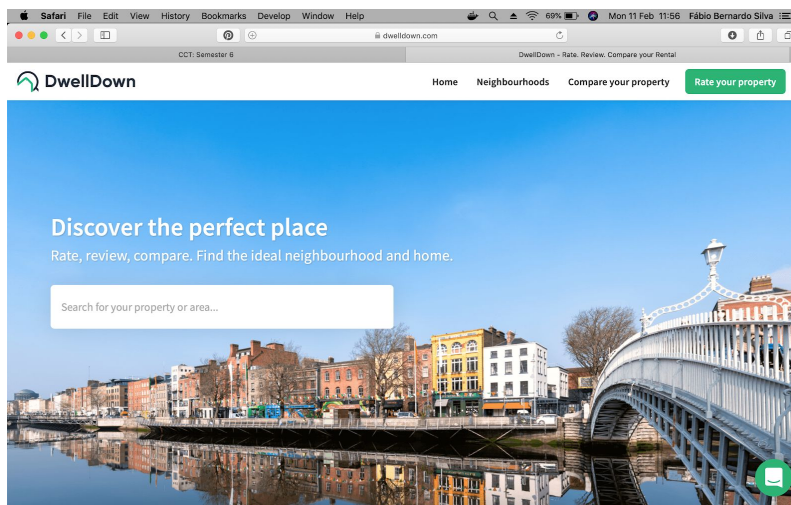 Safari File Edit View History Bookmarks Develop Window Help 69% Mon 11 Feb 11:56 Fábio Bernardo Silva
dwelldown.com
CCT: Semester 6 DwellDown - Rate. Review. Compare your Rental
DwellDown Home Neighbourhoods Compare your property Rate your property
Discover the perfect place
Rate, review, compare. Find the ideal neighbourhood and home.
Search for your property or area...